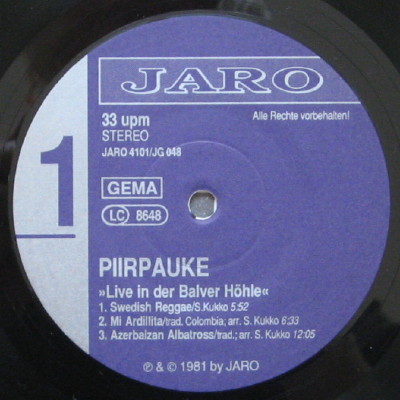 JARO
33 upm
STEREO
Alle Rechte vorbehalten!
JARO 4101/JG 048
1
GEMA
LC 8648
PIIRPAUKE
»Live in der Balver Höhle«
1. Swedish Reggae/S.Kukko 5:52
2. Mi Ardillita/trad. Colombia; arr. S. Kukko 6:33
3. Azerbaizan Albatross/trad.; arr. S. Kukko 12:05
℗ & © 1981 by JARO